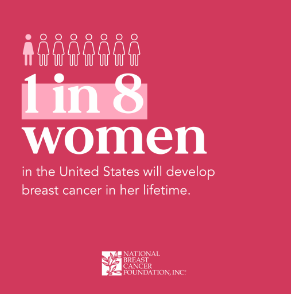 1 in 8
women
in the United States will develop
breast cancer in her lifetime.
NATIONAL
BREAST
CANCER
FOUNDATION, INC.®